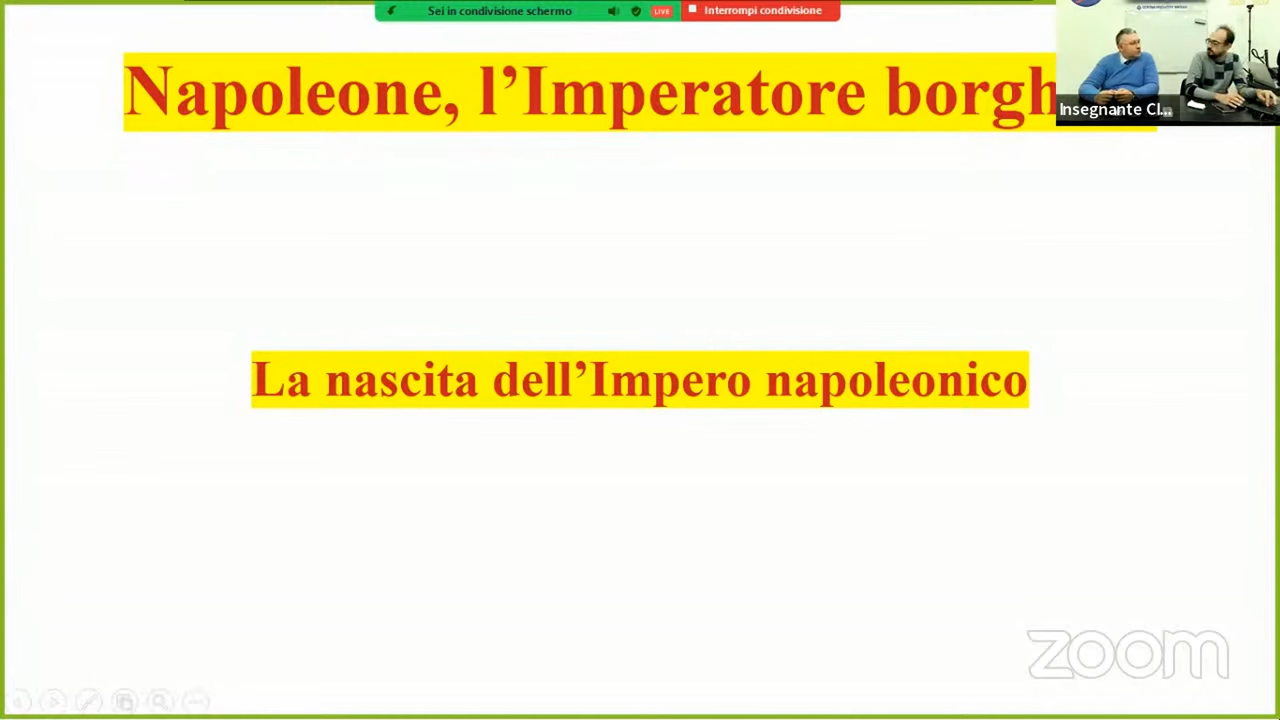 Sei in condivisione schermo
LIVE
Interrompi condivisione
Napoleone, l’Imperatore borgh
Insegnante Cl...
La nascita dell’Impero napoleonico
zoom